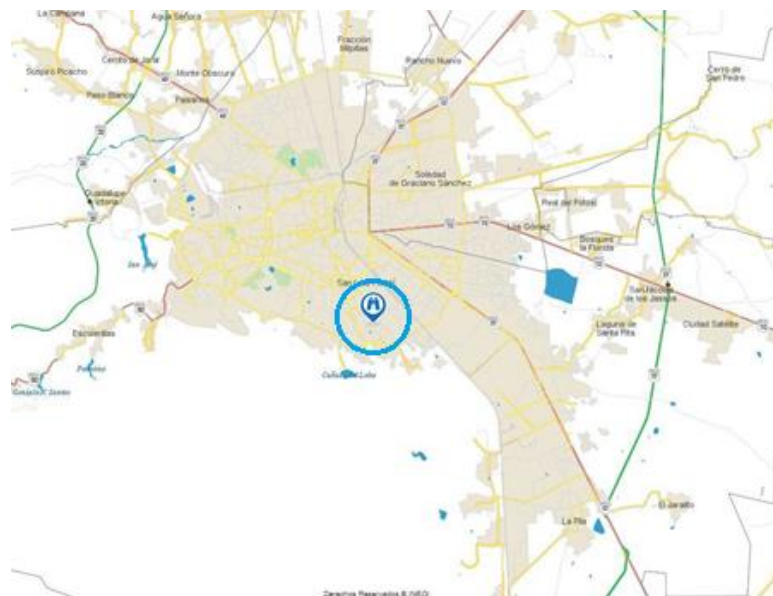 La Campana
Agua Señora
Fracción
Milpillas
Cerrito de Jaral
Rancho Nuevo
Suspiro Picacho
Monte Obscuro
Cerro de
San Pedro
Paso Blanco
Peñasco
Soledad
de Graciano Sánchez
Guadalupe
Victoria
Real del Potosí
Los Gómez
Bosques
la Florida
San José
San Nicolás
de los Jassos
Laguna de
Santa Rita
Ciudad Satélite
Escalerillas
Cañada del Lobo
La Pila
El Jaralito
Derechos Reservados © INEGI